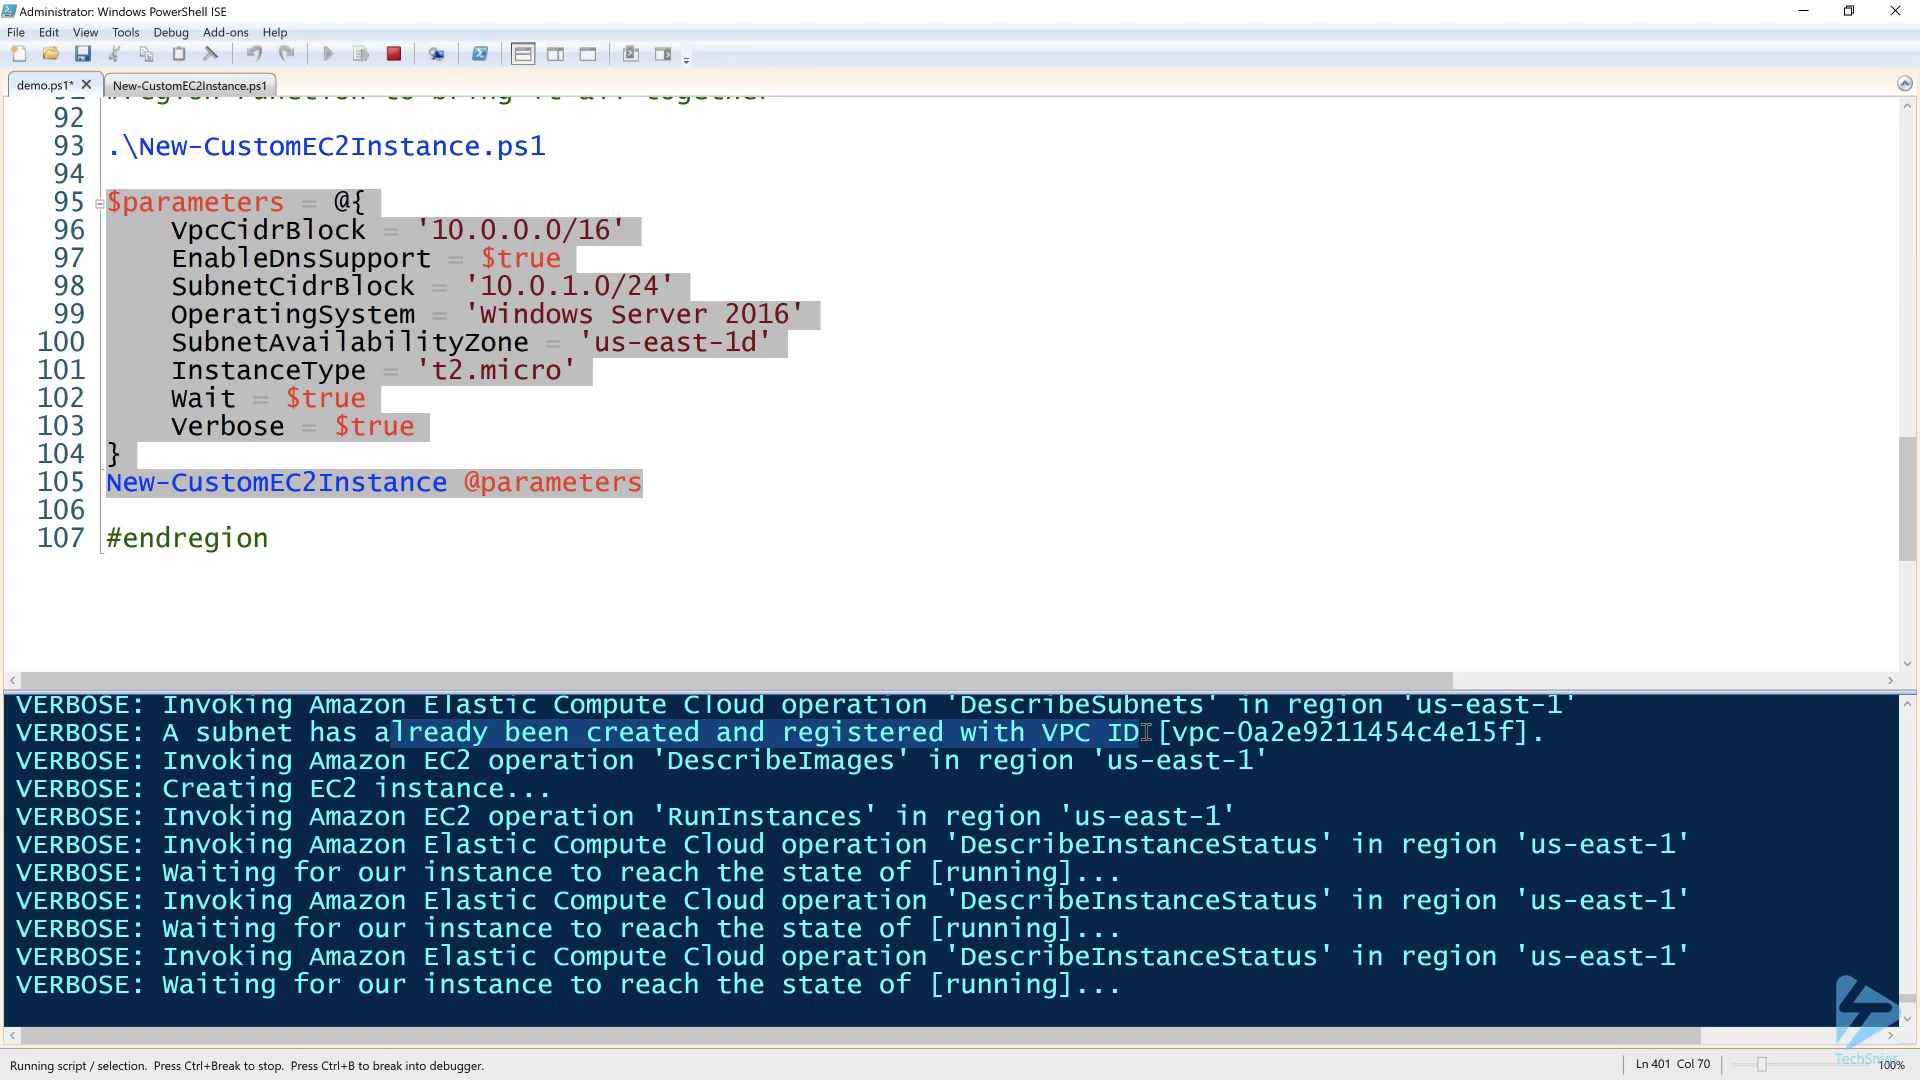 Administrator: Windows PowerShell ISE
File Edit View Tools Debug Add-ons Help
demo.ps1* New-CustomEC2Instance.ps1
#region Function to bring it all together
92
93 .\New-CustomEC2Instance.ps1
94
95 $parameters = @{
96 VpcCidrBlock = '10.0.0.0/16'
97 EnableDnsSupport = $true
98 SubnetCidrBlock = '10.0.1.0/24'
99 OperatingSystem = 'Windows Server 2016'
100 SubnetAvailabilityZone = 'us-east-1d'
101 InstanceType = 't2.micro'
102 Wait = $true
103 Verbose = $true
104 }
105 New-CustomEC2Instance @parameters
106
107 #endregion
VERBOSE: Invoking Amazon Elastic Compute Cloud operation 'DescribeSubnets' in region 'us-east-1'
VERBOSE: A subnet has already been created and registered with VPC ID [vpc-0a2e9211454c4e15f].
VERBOSE: Invoking Amazon EC2 operation 'DescribeImages' in region 'us-east-1'
VERBOSE: Creating EC2 instance...
VERBOSE: Invoking Amazon EC2 operation 'RunInstances' in region 'us-east-1'
VERBOSE: Invoking Amazon Elastic Compute Cloud operation 'DescribeInstanceStatus' in region 'us-east-1'
VERBOSE: Waiting for our instance to reach the state of [running]...
VERBOSE: Invoking Amazon Elastic Compute Cloud operation 'DescribeInstanceStatus' in region 'us-east-1'
VERBOSE: Waiting for our instance to reach the state of [running]...
VERBOSE: Invoking Amazon Elastic Compute Cloud operation 'DescribeInstanceStatus' in region 'us-east-1'
VERBOSE: Waiting for our instance to reach the state of [running]...
TechSnips
Running script / selection. Press Ctrl+Break to stop. Press Ctrl+B to break into debugger. Ln 401 Col 70 100%